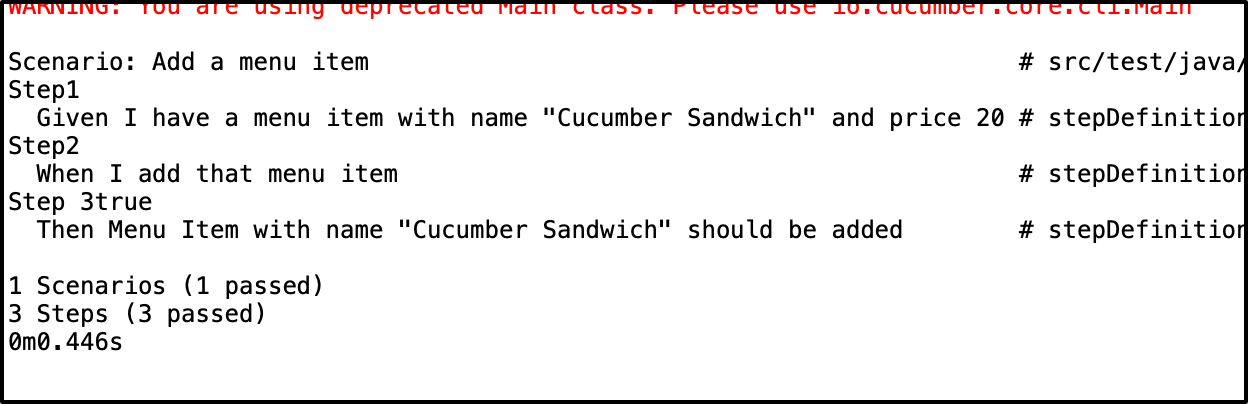 WARNING: You are using deprecated Main class. Please use io.cucumber.core.cli.Main
Scenario: Add a menu item # src/test/java/
Step1
Given I have a menu item with name "Cucumber Sandwich" and price 20 # stepDefinition
Step2
When I add that menu item # stepDefinition
Step 3true
Then Menu Item with name "Cucumber Sandwich" should be added # stepDefinition
1 Scenarios (1 passed)
3 Steps (3 passed)
0m0.446s